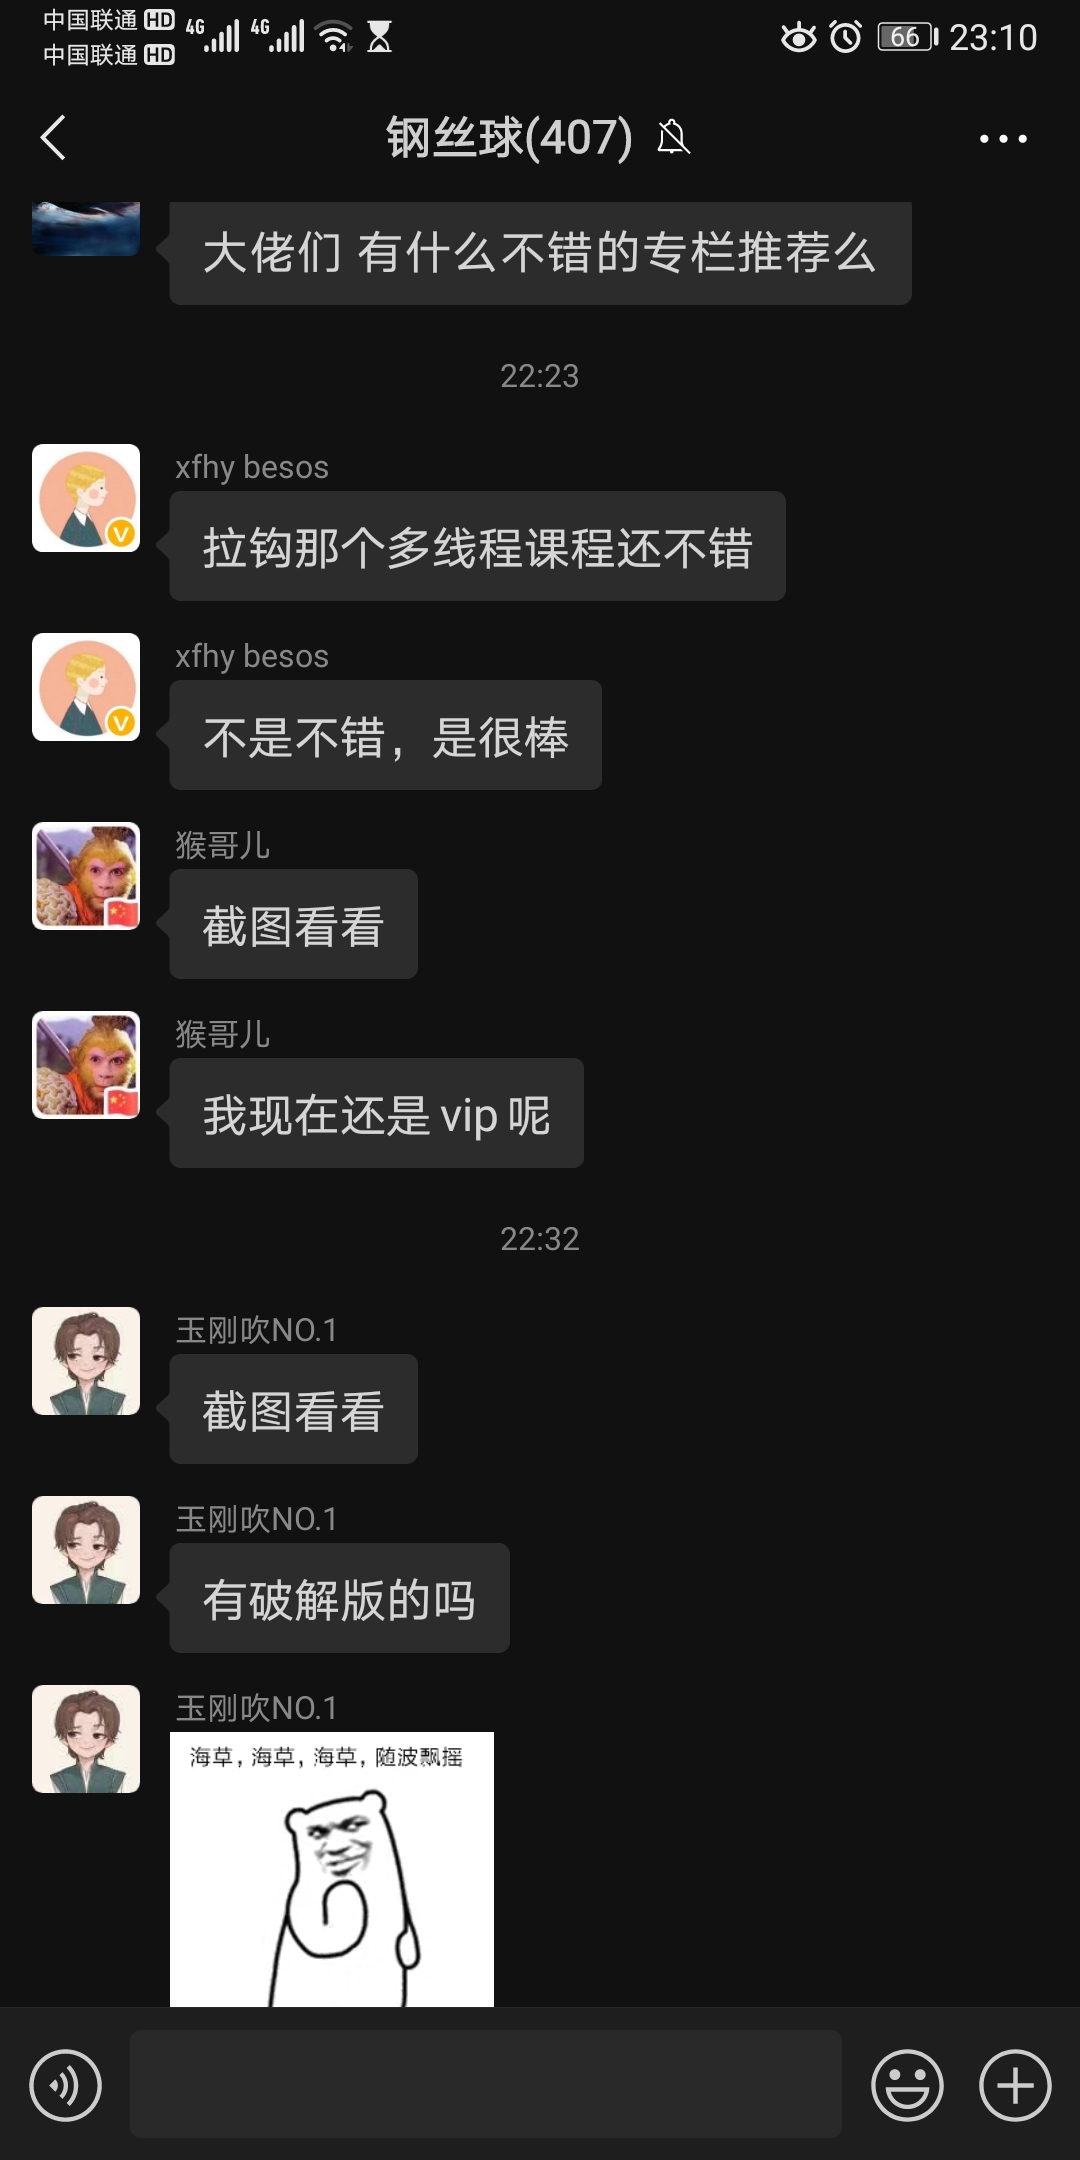 中国联通 HD 4G 4G 66 23:10
中国联通 HD
钢丝球(407)
大佬们 有什么不错的专栏推荐么
22:23
xfhy besos
拉钩那个多线程课程还不错
xfhy besos
不是不错，是很棒
猴哥儿
截图看看
猴哥儿
我现在还是 vip 呢
22:32
玉刚吹NO.1
截图看看
玉刚吹NO.1
有破解版的吗
玉刚吹NO.1
海草，海草，海草，随波飘摇